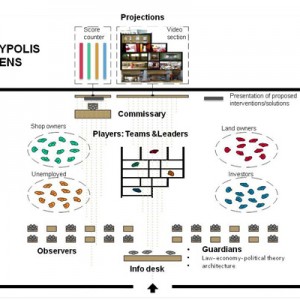 Projections
Score
counter
Video
section
YPOLIS
ENS
Presentation of proposed
interventions/solutions
Commissary
Shop owners
Players: Teams &Leaders
Land owners
Unemployed
Investors
Observers
Guardians
• Law– economy- political theory
• architecture
Info desk